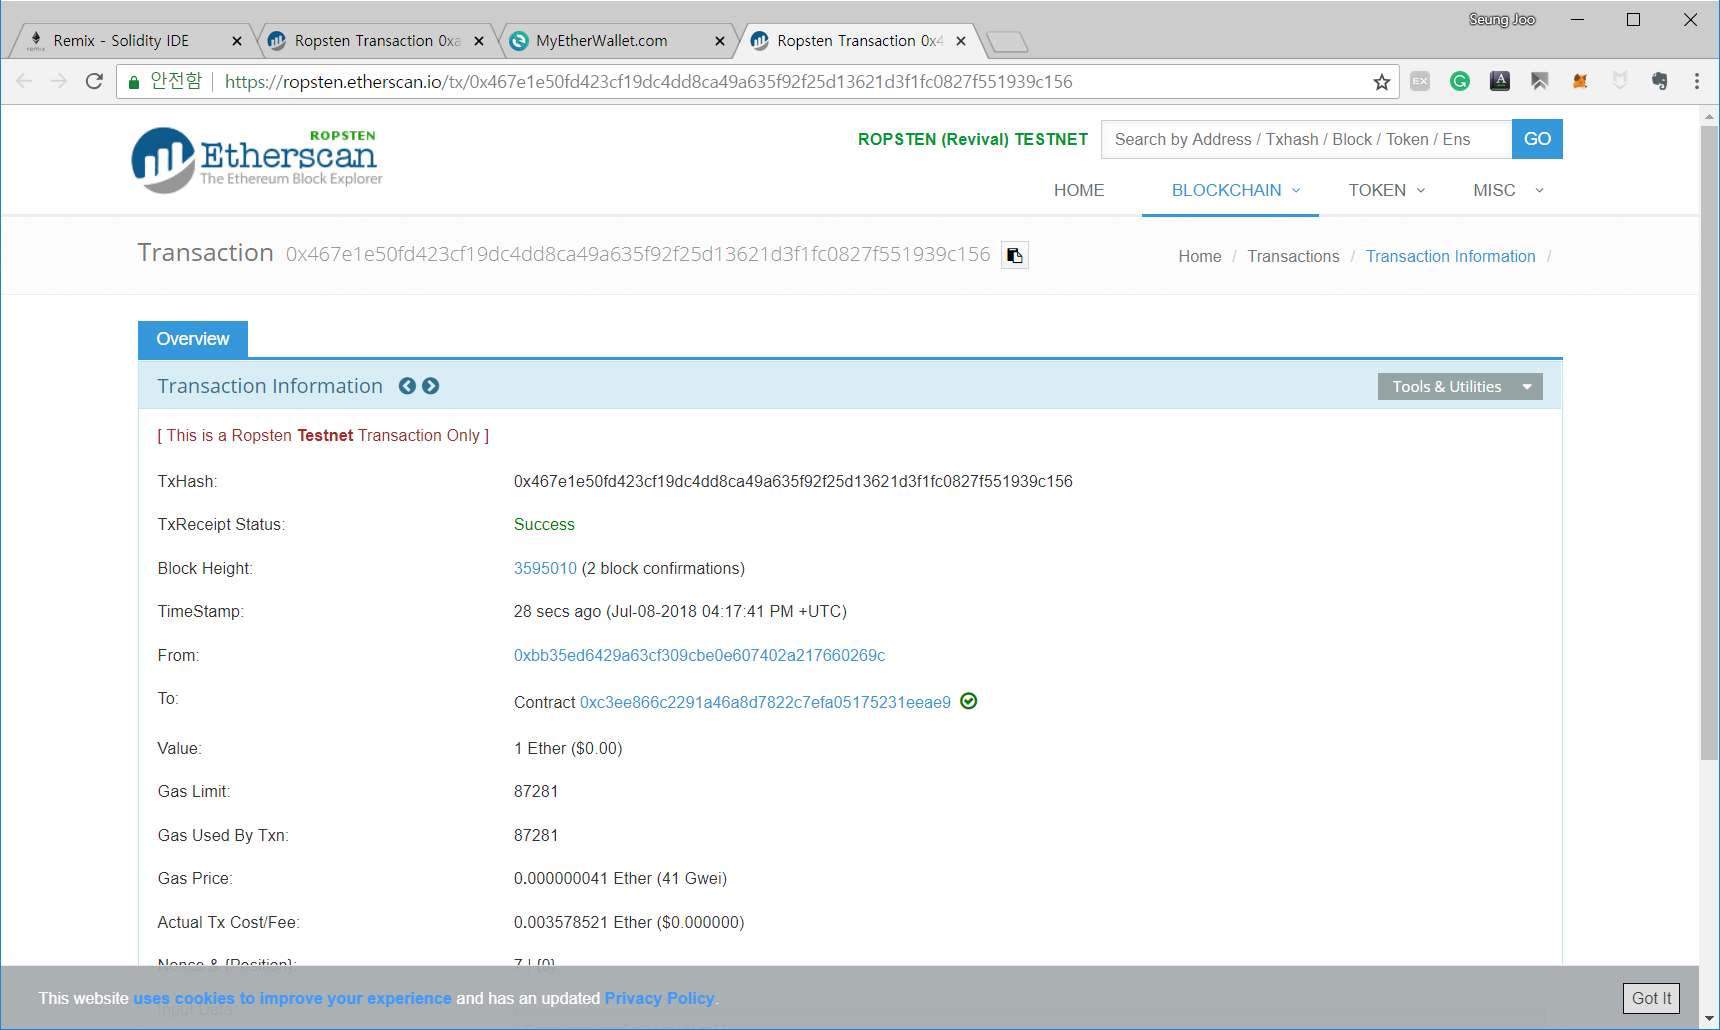 Seung Joo
Remix - Solidity IDE
Ropsten Transaction 0xa
MyEtherWallet.com
Ropsten Transaction 0x4
안전함 https://ropsten.etherscan.io/tx/0x467e1e50fd423cf19dc4dd8ca49a635f92f25d13621d3f1fc0827f551939c156
ROPSTEN
Etherscan
The Ethereum Block Explorer
ROPSTEN (Revival) TESTNET
Search by Address / Txhash / Block / Token / Ens
GO
HOME BLOCKCHAIN TOKEN MISC
Transaction 0x467e1e50fd423cf19dc4dd8ca49a635f92f25d13621d3f1fc0827f551939c156
Home / Transactions / Transaction Information /
Overview
Transaction Information
Tools & Utilities
[ This is a Ropsten Testnet Transaction Only ]
TxHash: 0x467e1e50fd423cf19dc4dd8ca49a635f92f25d13621d3f1fc0827f551939c156
TxReceipt Status: Success
Block Height: 3595010 (2 block confirmations)
TimeStamp: 28 secs ago (Jul-08-2018 04:17:41 PM +UTC)
From: 0xbb35ed6429a63cf309cbe0e607402a217660269c
To: Contract 0xc3ee866c2291a46a8d7822c7efa05175231eeae9
Value: 1 Ether ($0.00)
Gas Limit: 87281
Gas Used By Txn: 87281
Gas Price: 0.000000041 Ether (41 Gwei)
Actual Tx Cost/Fee: 0.003578521 Ether ($0.000000)
Nonce & {Position}: 7 | {0}
This website uses cookies to improve your experience and has an updated Privacy Policy.
Got It
Input Data